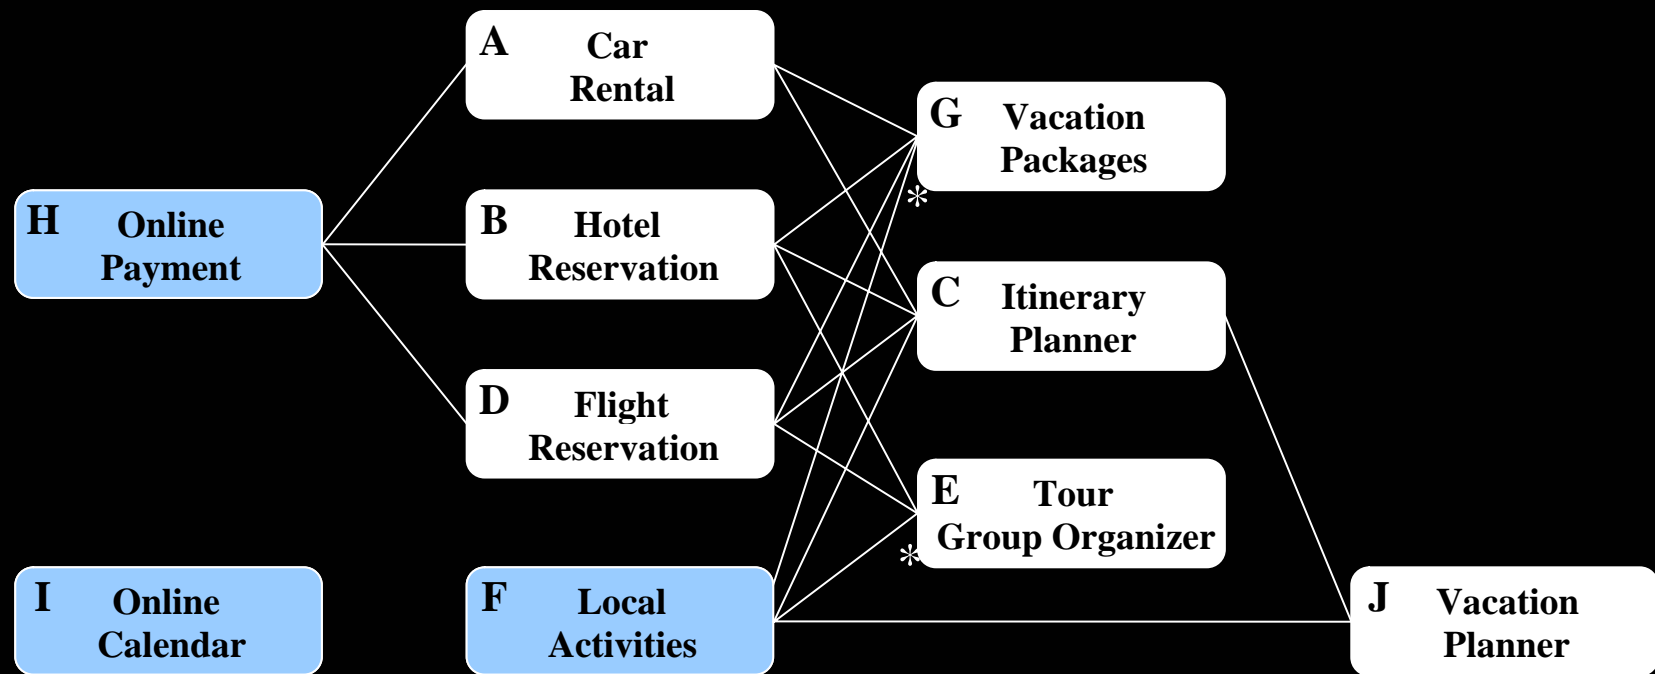 A Car
Rental
G Vacation
Packages
*
H Online
Payment
B Hotel
Reservation
C Itinerary
Planner
D Flight
Reservation
E Tour
Group Organizer
*
I Online
Calendar
F Local
Activities
J Vacation
Planner